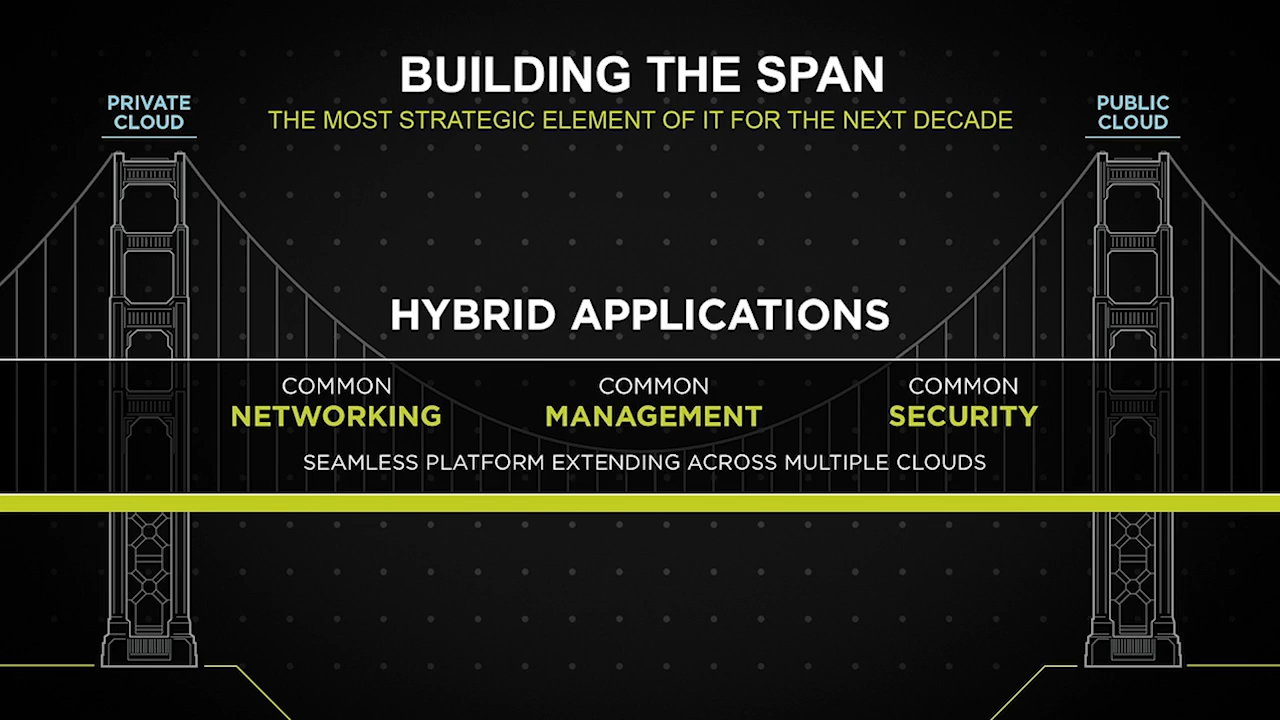 BUILDING THE SPAN
THE MOST STRATEGIC ELEMENT OF IT FOR THE NEXT DECADE
PRIVATE
CLOUD
PUBLIC
CLOUD
HYBRID APPLICATIONS
COMMON
NETWORKING
COMMON
MANAGEMENT
COMMON
SECURITY
SEAMLESS PLATFORM EXTENDING ACROSS MULTIPLE CLOUDS